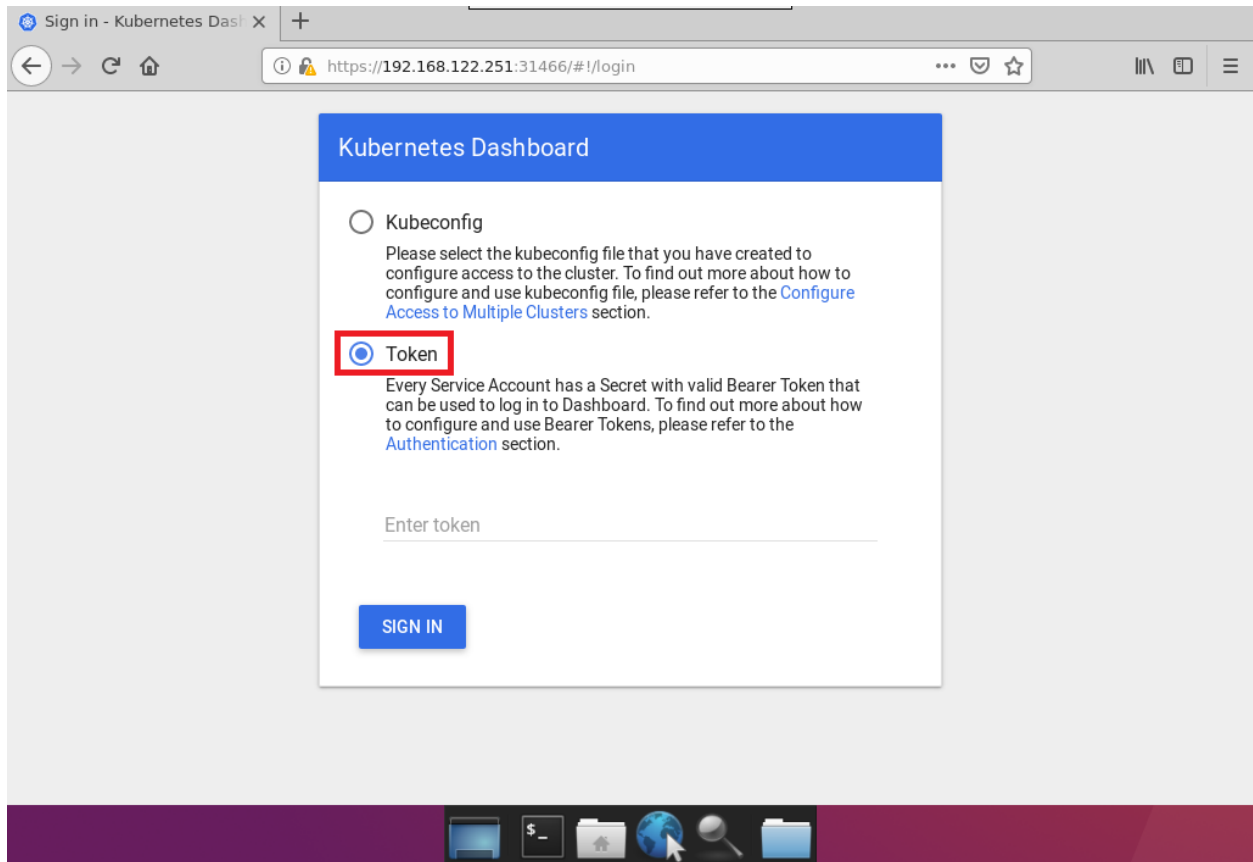 Sign in - Kubernetes Dash
https://192.168.122.251:31466/#!/login
Kubernetes Dashboard
Kubeconfig
Please select the kubeconfig file that you have created to
configure access to the cluster. To find out more about how to
configure and use kubeconfig file, please refer to the Configure
Access to Multiple Clusters section.
Token
Every Service Account has a Secret with valid Bearer Token that
can be used to log in to Dashboard. To find out more about how
to configure and use Bearer Tokens, please refer to the
Authentication section.
Enter token
SIGN IN
$_